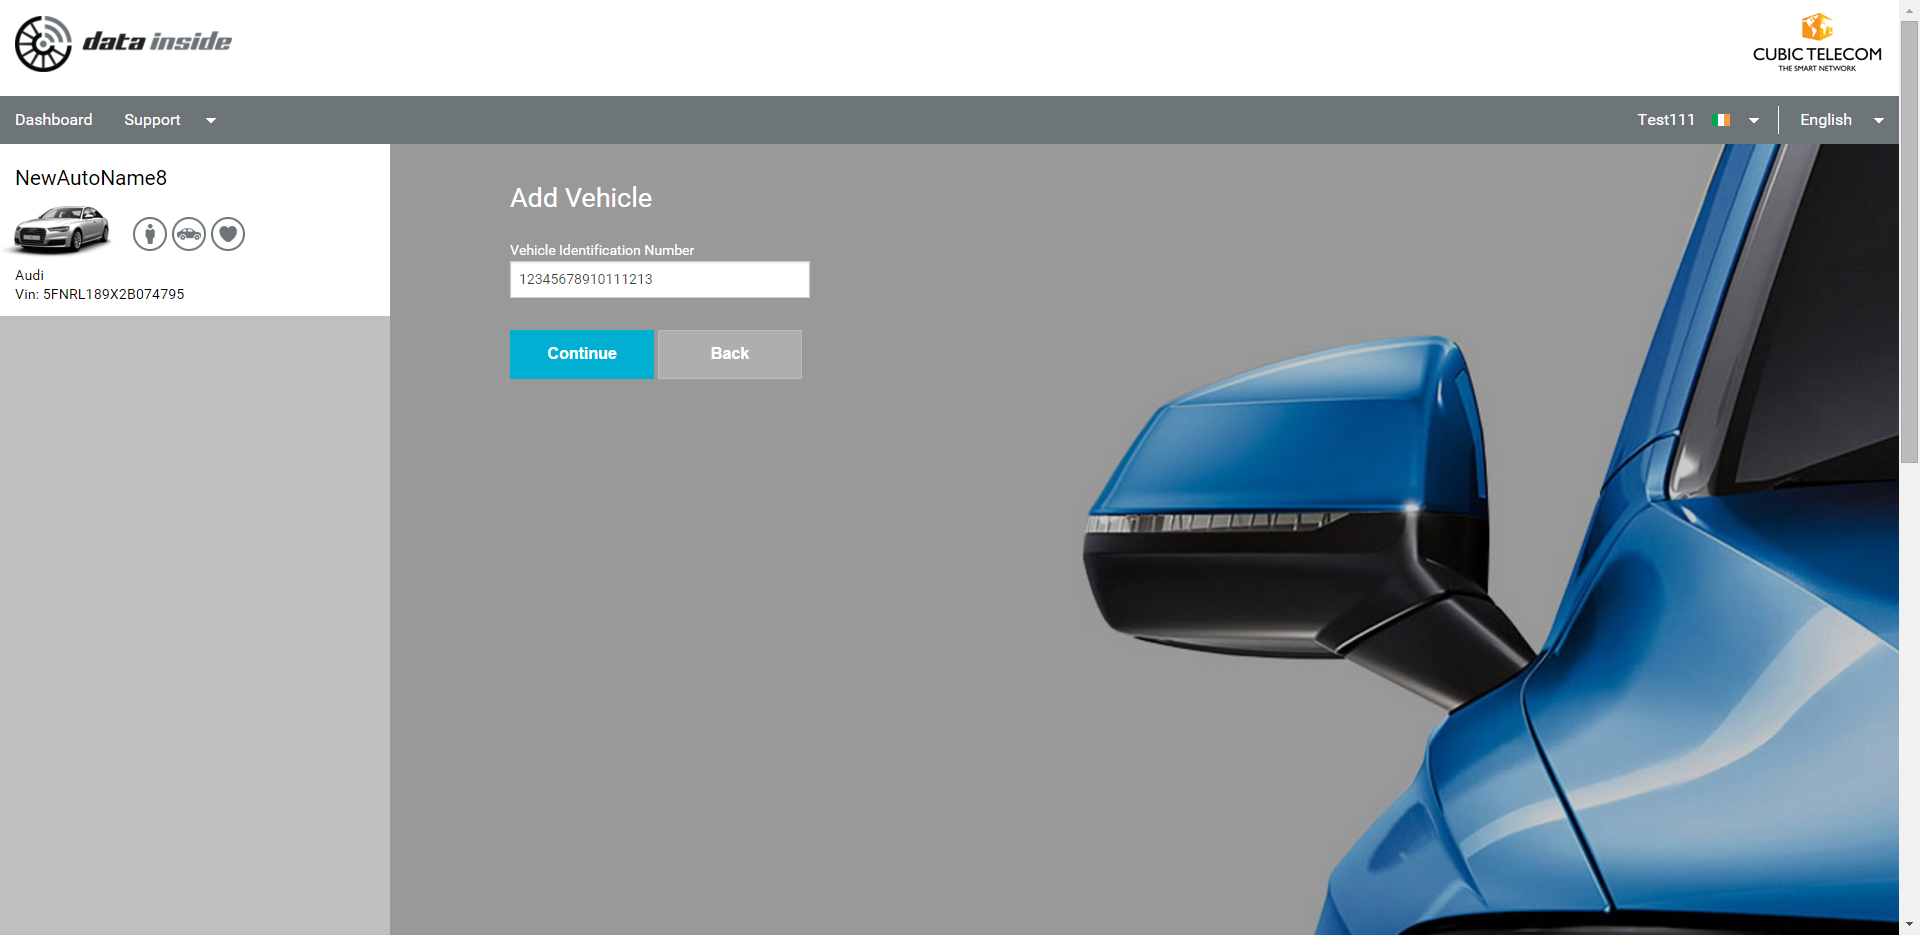 data inside
CUBIC TELECOM
THE SMART NETWORK
Dashboard
Support
Test111
English
NewAutoName8
Audi
Vin: 5FNRL189X2B074795
Add Vehicle
Vehicle Identification Number
12345678910111213
Continue
Back